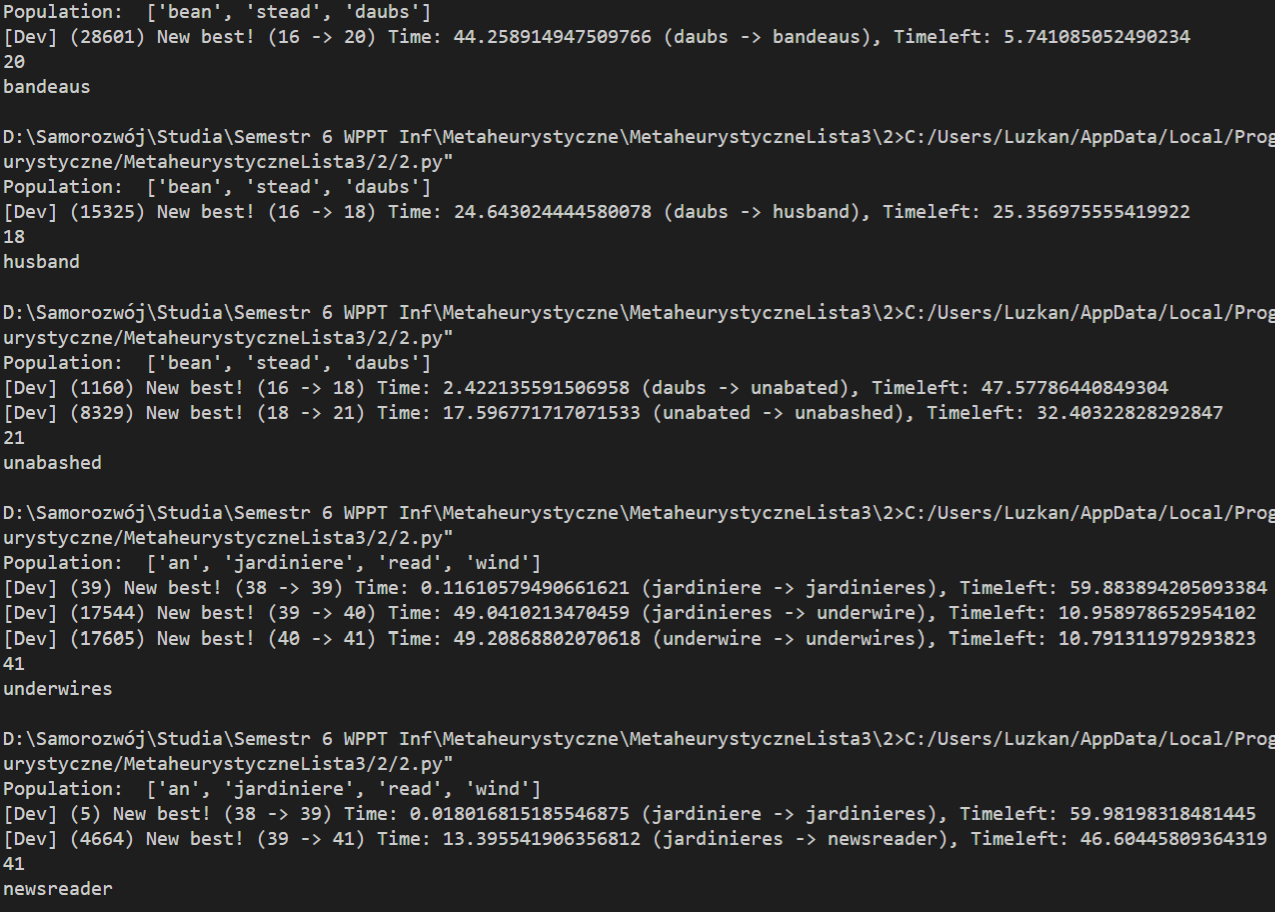 Population:  ['bean', 'stead', 'daubs']
[Dev] (28601) New best! (16 -> 20) Time: 44.258914947509766 (daubs -> bandeaus), Timeleft: 5.741085052490234
20
bandeaus
D:\Samorozwój\Studia\Semestr 6 WPPT Inf\Metaheurystyczne\MetaheurystyczneLista3\2>C:/Users/Luzkan/AppData/Local/Prog
urystyczne/MetaheurystyczneLista3/2/2.py"
Population:  ['bean', 'stead', 'daubs']
[Dev] (15325) New best! (16 -> 18) Time: 24.643024444580078 (daubs -> husband), Timeleft: 25.356975555419922
18
husband
D:\Samorozwój\Studia\Semestr 6 WPPT Inf\Metaheurystyczne\MetaheurystyczneLista3\2>C:/Users/Luzkan/AppData/Local/Prog
urystyczne/MetaheurystyczneLista3/2/2.py"
Population:  ['bean', 'stead', 'daubs']
[Dev] (1160) New best! (16 -> 18) Time: 2.422135591506958 (daubs -> unabated), Timeleft: 47.57786440849304
[Dev] (8329) New best! (18 -> 21) Time: 17.596771717071533 (unabated -> unabashed), Timeleft: 32.40322828292847
21
unabashed
D:\Samorozwój\Studia\Semestr 6 WPPT Inf\Metaheurystyczne\MetaheurystyczneLista3\2>C:/Users/Luzkan/AppData/Local/Prog
urystyczne/MetaheurystyczneLista3/2/2.py"
Population:  ['an', 'jardiniere', 'read', 'wind']
[Dev] (39) New best! (38 -> 39) Time: 0.11610579490661621 (jardiniere -> jardinieres), Timeleft: 59.883894205093384
[Dev] (17544) New best! (39 -> 40) Time: 49.0410213470459 (jardinieres -> underwire), Timeleft: 10.958978652954102
[Dev] (17605) New best! (40 -> 41) Time: 49.20868802070618 (underwire -> underwires), Timeleft: 10.791311979293823
41
underwires
D:\Samorozwój\Studia\Semestr 6 WPPT Inf\Metaheurystyczne\MetaheurystyczneLista3\2>C:/Users/Luzkan/AppData/Local/Prog
urystyczne/MetaheurystyczneLista3/2/2.py"
Population:  ['an', 'jardiniere', 'read', 'wind']
[Dev] (5) New best! (38 -> 39) Time: 0.018016815185546875 (jardiniere -> jardinieres), Timeleft: 59.98198318481445
[Dev] (4664) New best! (39 -> 41) Time: 13.395541906356812 (jardinieres -> newsreader), Timeleft: 46.60445809364319
41
newsreader